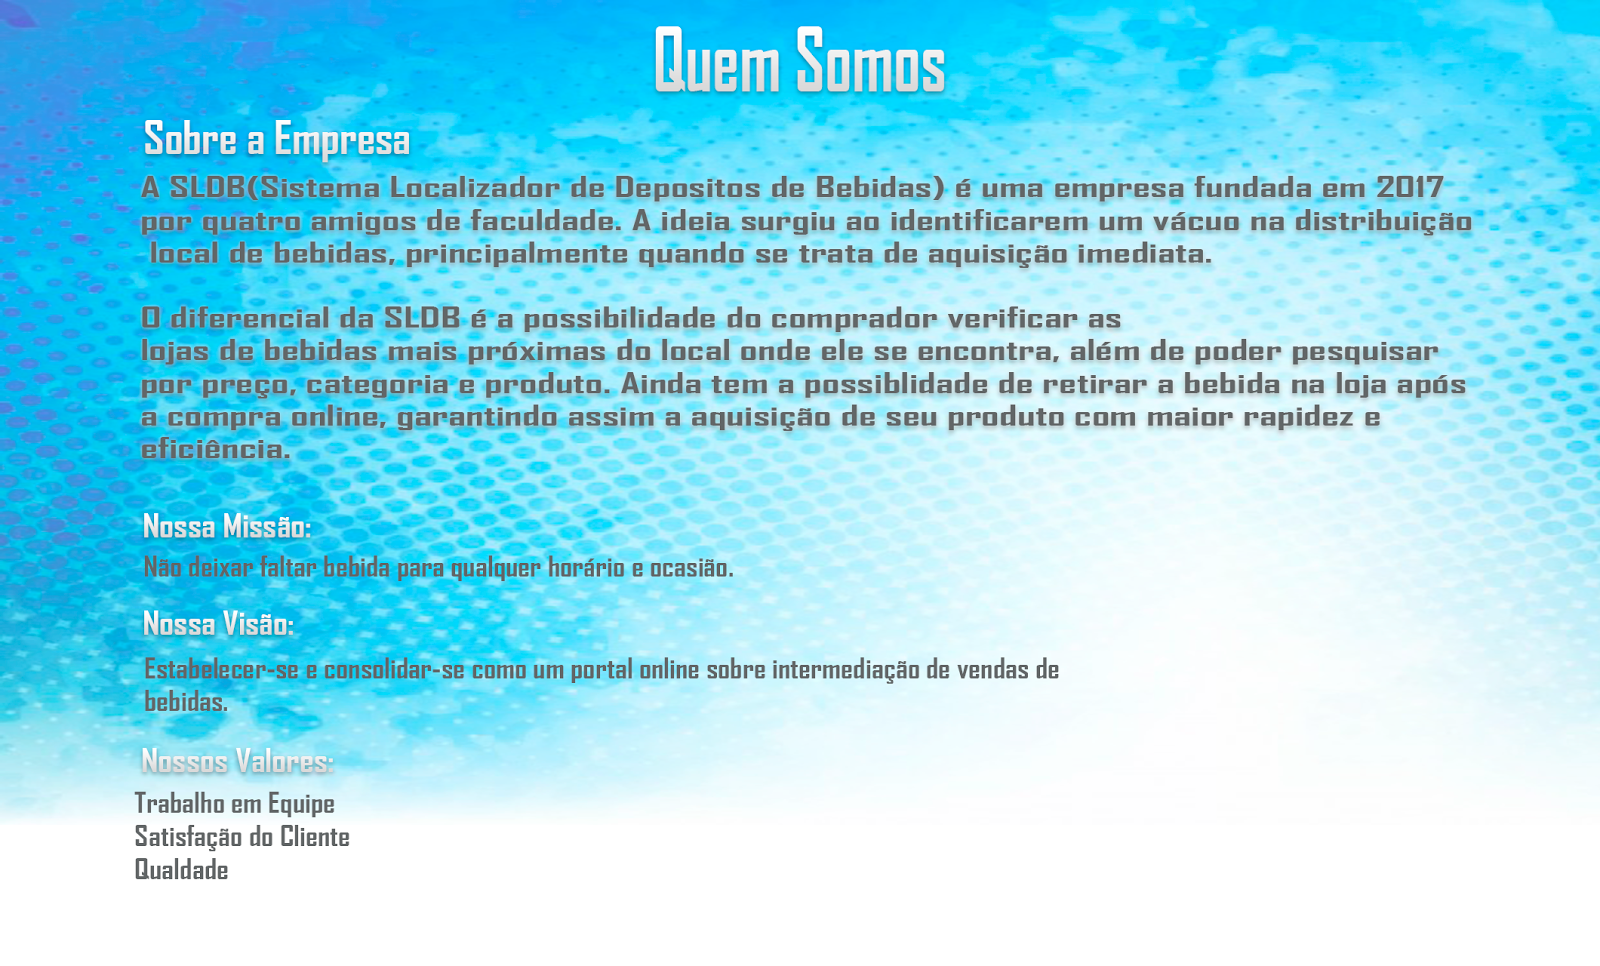 Quem Somos
Sobre a Empresa
A SLDB(Sistema Localizador de Depositos de Bebidas) é uma empresa fundada em 2017
por quatro amigos de faculdade. A ideia surgiu ao identificarem um vácuo na distribuição
local de bebidas, principalmente quando se trata de aquisição imediata.
O diferencial da SLDB é a possibilidade do comprador verificar as
lojas de bebidas mais próximas do local onde ele se encontra, além de poder pesquisar
por preço, categoria e produto. Ainda tem a possiblidade de retirar a bebida na loja após
a compra online, garantindo assim a aquisição de seu produto com maior rapidez e
eficiência.
Nossa Missão:
Não deixar faltar bebida para qualquer horário e ocasião.
Nossa Visão:
Estabelecer-se e consolidar-se como um portal online sobre intermediação de vendas de
bebidas.
Nossos Valores:
Trabalho em Equipe
Satisfação do Cliente
Qualdade